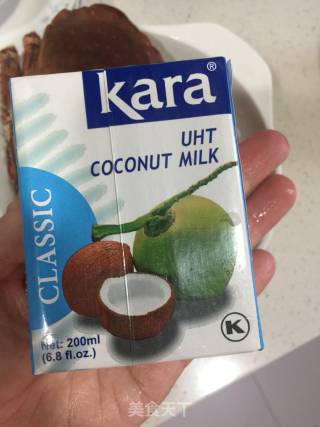 kara®
UHT
COCONUT MILK
CLASSIC
Net: 200ml
(6.8 fl.oz.)
K
美食天下